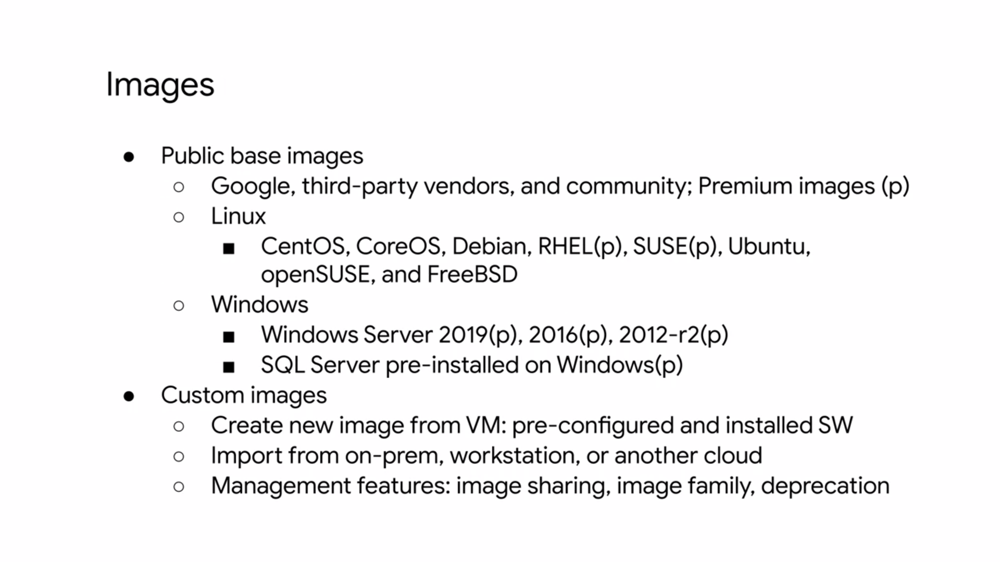 Images
● Public base images
○ Google, third-party vendors, and community; Premium images (p)
○ Linux
■ CentOS, CoreOS, Debian, RHEL(p), SUSE(p), Ubuntu,
openSUSE, and FreeBSD
○ Windows
■ Windows Server 2019(p), 2016(p), 2012-r2(p)
■ SQL Server pre-installed on Windows(p)
● Custom images
○ Create new image from VM: pre-configured and installed SW
○ Import from on-prem, workstation, or another cloud
○ Management features: image sharing, image family, deprecation